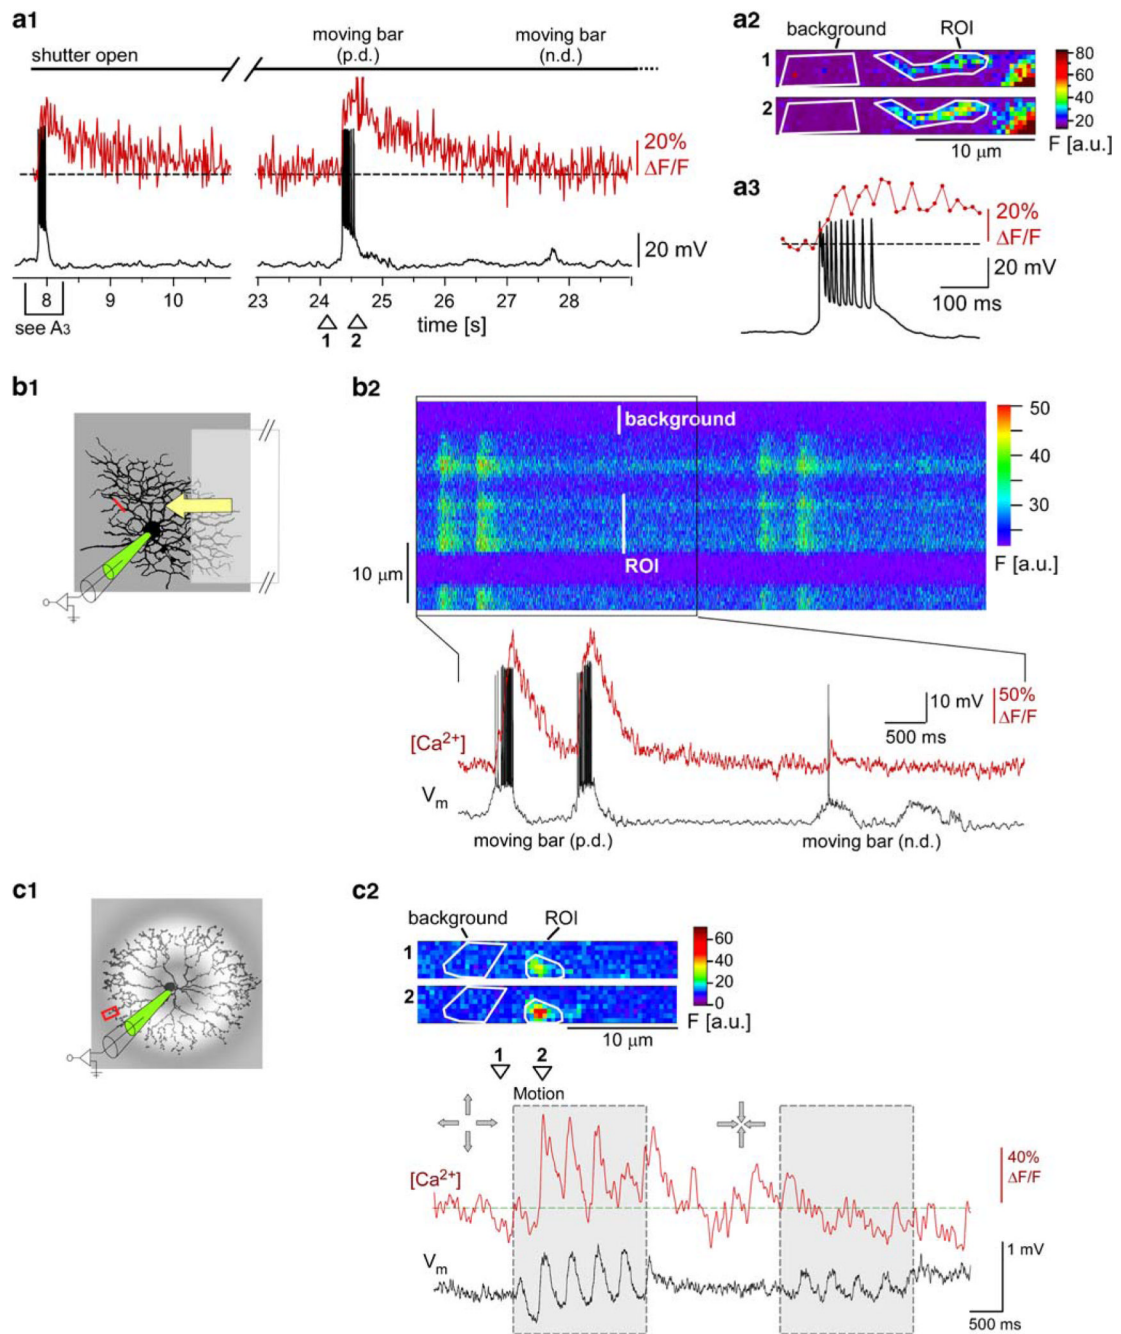 a1
shutter open
moving bar
(p.d.)
moving bar
(n.d.)
20%
ΔF/F
20 mV
8 9 10 23 24 25 26 27 28
see A3
time [s]
1 2
a2
background ROI
1
2
80
60
40
20
10 μm
F [a.u.]
a3
20%
ΔF/F
20 mV
100 ms
b1
b2
background
ROI
10 μm
50
40
30
F [a.u.]
10 mV
50%
ΔF/F
500 ms
[Ca2+]
Vm
moving bar (p.d.)
moving bar (n.d.)
c1
c2
background ROI
1
2
60
40
20
0
10 μm
F [a.u.]
1 2
Motion
[Ca2+]
40%
ΔF/F
Vm
1 mV
500 ms